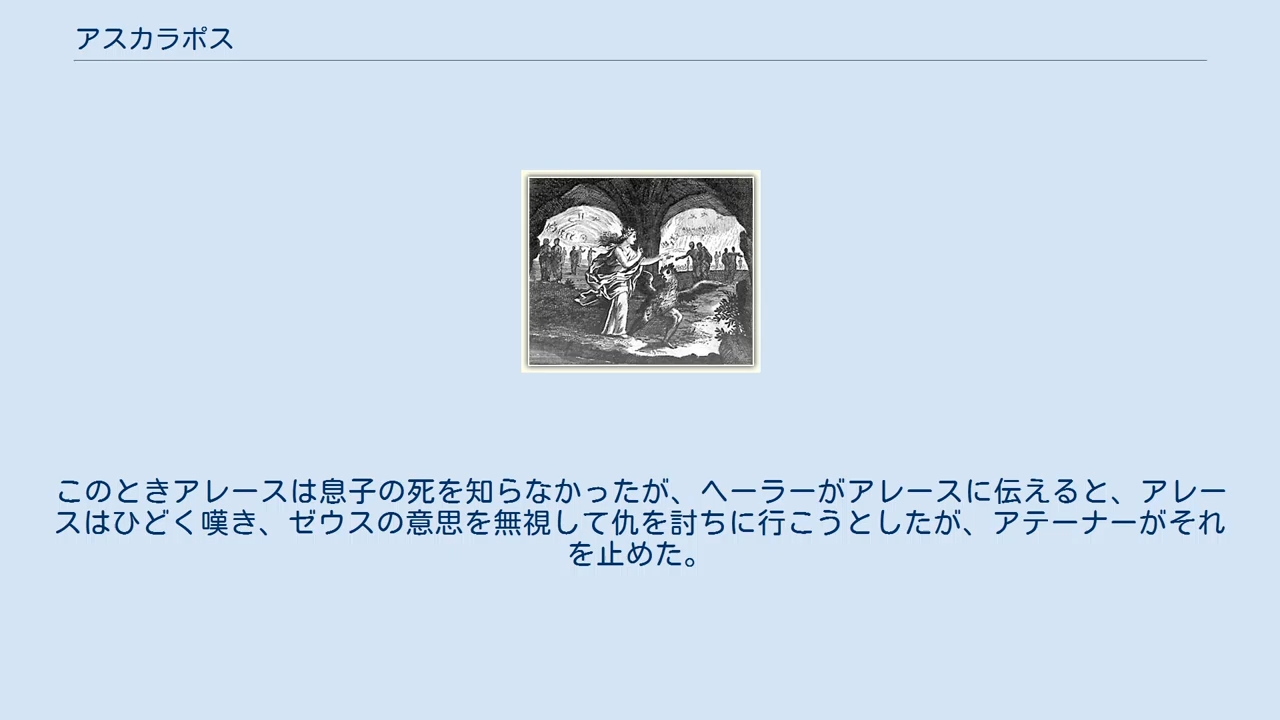 アスカラポス
このときアレースは息子の死を知らなかったが、ヘーラーがアレースに伝えると、アレー
スはひどく嘆き、ゼウスの意思を無視して仇を討ちに行こうとしたが、アテーナーがそれ
を止めた。